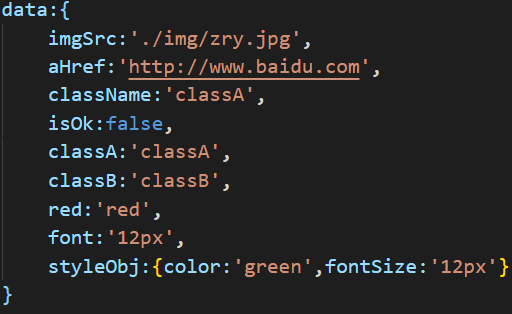 data:{
imgSrc:'./img/zry.jpg',
aHref:'http://www.baidu.com',
className:'classA',
isOk:false,
classA:'classA',
classB:'classB',
red:'red',
font:'12px',
styleObj:{color:'green',fontSize:'12px'}
}